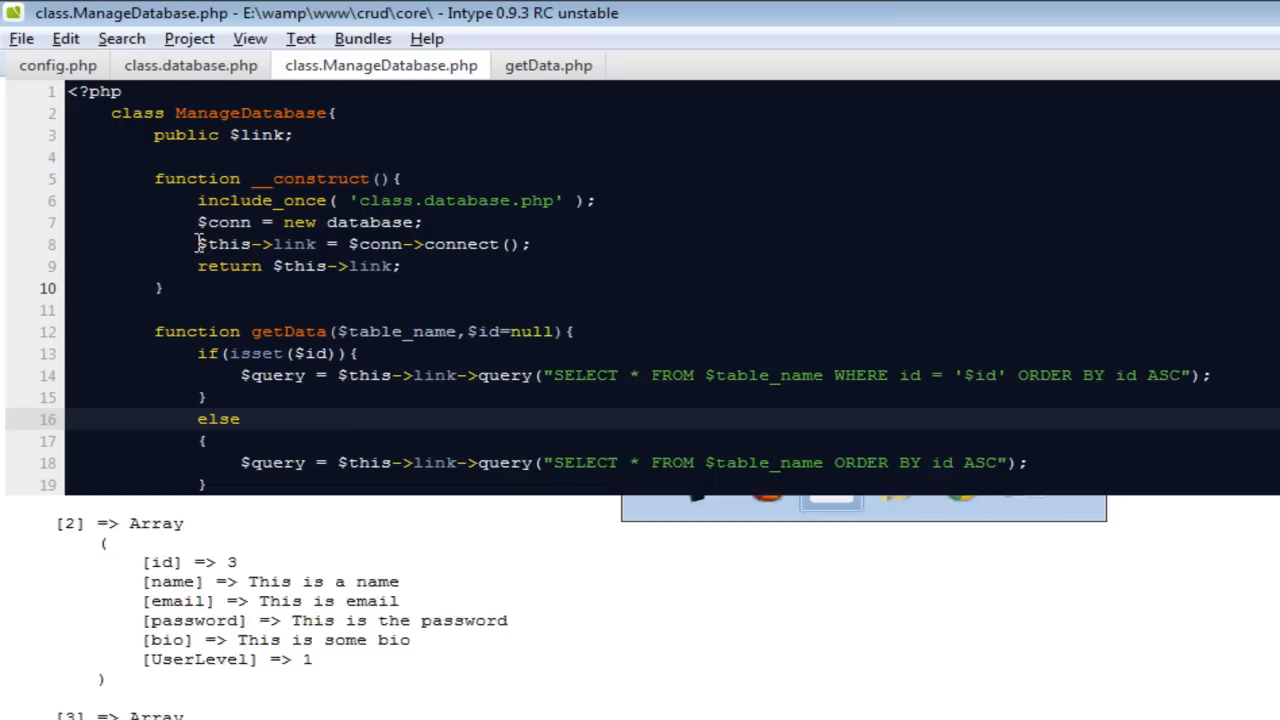 class.ManageDatabase.php - E:\wamp\www\crud\core\ - Intype 0.9.3 RC unstable
File Edit Search Project View Text Bundles Help
config.php class.database.php class.ManageDatabase.php getData.php
1 <?php
2 class ManageDatabase{
3 public $link;
4
5 function __construct(){
6 include_once( 'class.database.php' );
7 $conn = new database;
8 $this->link = $conn->connect();
9 return $this->link;
10 }
11
12 function getData($table_name,$id=null){
13 if(isset($id)){
14 $query = $this->link->query("SELECT * FROM $table_name WHERE id = '$id' ORDER BY id ASC");
15 }
16 else
17 {
18 $query = $this->link->query("SELECT * FROM $table_name ORDER BY id ASC");
19 }
[2] => Array
(
[id] => 3
[name] => This is a name
[email] => This is email
[password] => This is the password
[bio] => This is some bio
[UserLevel] => 1
)
[3] => Array